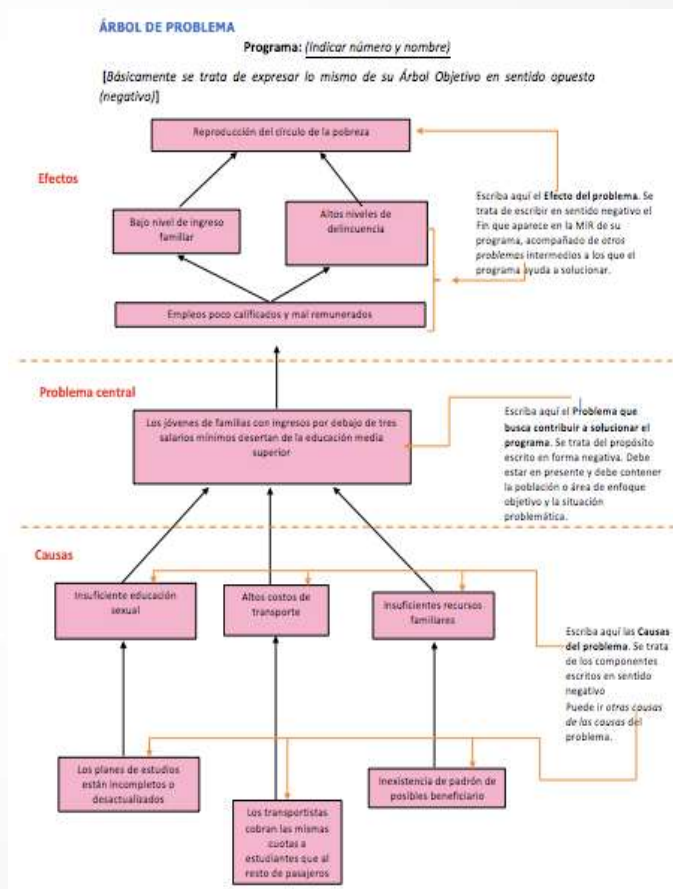 ÁRBOL DE PROBLEMA
Programa: (Indicar número y nombre)
[Básicamente se trata de expresar lo mismo de su Árbol Objetivo en sentido opuesto
(negativo)]
Reproducción del círculo de la pobreza
Efectos
Bajo nivel de ingreso
familiar
Altos niveles de
delincuencia
Escriba aquí el Efecto del problema. Se
trata de escribir en sentido negativo el
Fin que aparece en la MIR de su
programa, acompañado de otros
problemas intermedios a los que el
programa ayuda a solucionar.
Empleos poco calificados y mal remunerados
Problema central
Los jóvenes de familias con ingresos por debajo de tres
salarios mínimos desertan de la educación media
superior
Escriba aquí el Problema que
busca contribuir a solucionar el
programa. Se trata del propósito
escrito en forma negativa. Debe
estar en presente y debe contener
la población o área de enfoque
objetivo y la situación
problemática.
Causas
Insuficiente educación
sexual
Altos costos de
transporte
Insuficientes recursos
familiares
Escriba aquí las Causas
del problema. Se trata
de los componentes
escritos en sentido
negativo
Puede ir otras causas
de las causas del
problema.
Los planes de estudios
están incompletos o
desactualizados
Los transportistas
cobran las mismas
cuotas a
estudiantes que al
resto de pasajeros
Inexistencia de padrón de
posibles beneficiario